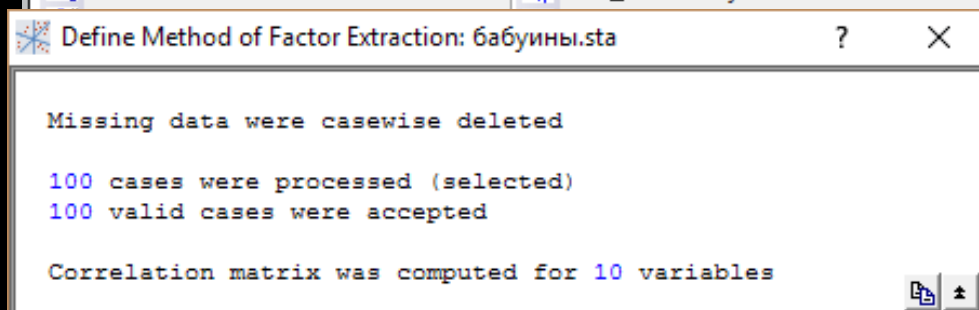 Define Method of Factor Extraction: бабуины.sta ?
Missing data were casewise deleted
100 cases were processed (selected)
100 valid cases were accepted
Correlation matrix was computed for 10 variables